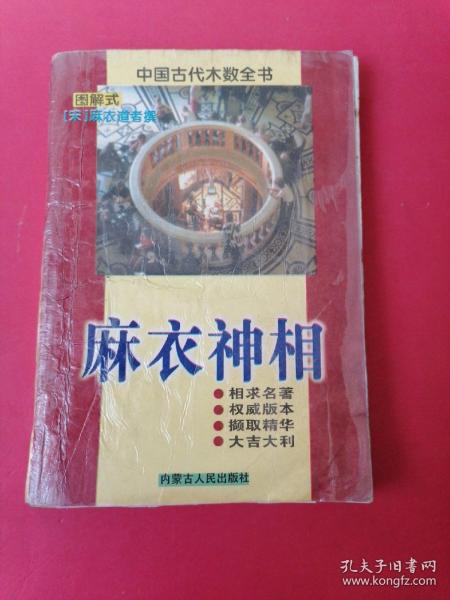 中国古代木数全书
图解式
[宋]麻衣道者撰
麻衣神相
●相求名著
●权威版本
●撷取精华
●大吉大利
内蒙古人民出版社
孔夫子旧书网
www.kongfz.com